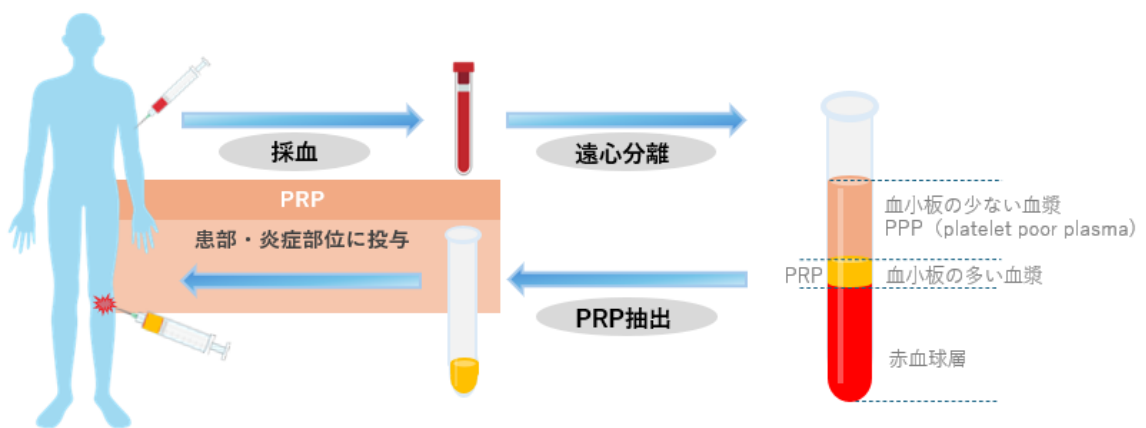 採血
遠心分離
PRP
患部・炎症部位に投与
PRP抽出
血小板の少ない血漿
PPP（platelet poor plasma）
PRP
血小板の多い血漿
赤血球層